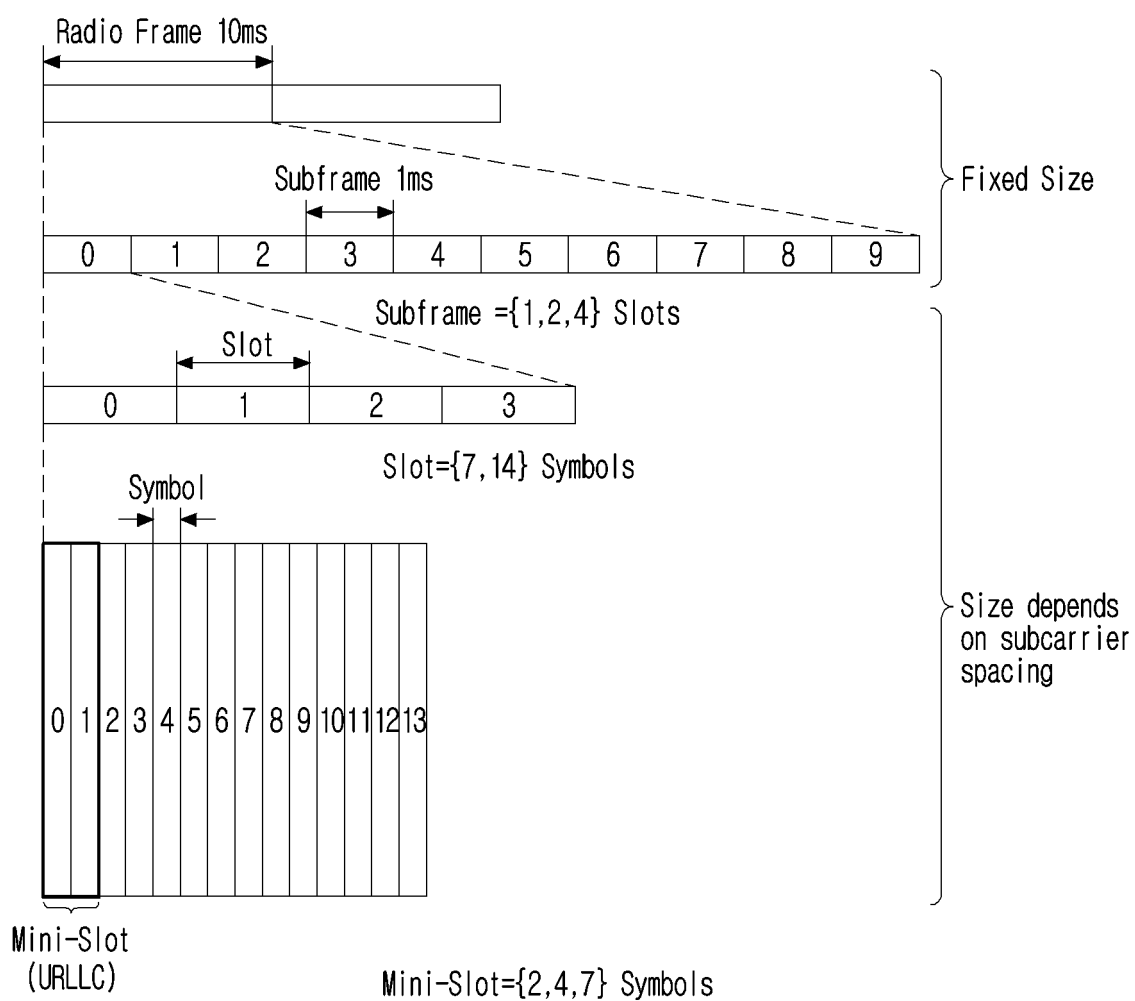 Radio Frame 10ms
Subframe 1ms
Fixed Size
0 1 2 3 4 5 6 7 8 9
Subframe ={1,2,4} Slots
Slot
0 1 2 3
Slot={7,14} Symbols
Symbol
Size depends
on subcarrier
spacing
0 1 2 3 4 5 6 7 8 9 10 11 12 13
Mini-Slot
(URLLC)
Mini-Slot={2,4,7} Symbols